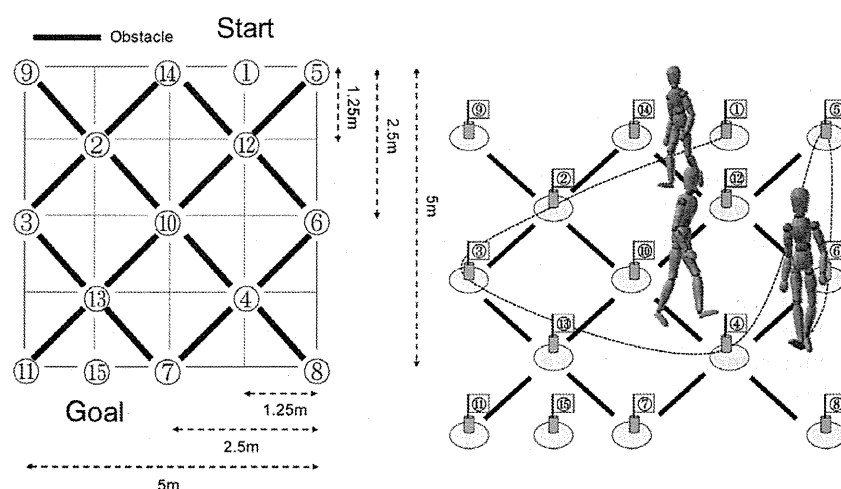 Obstacle
Start
⑨ ⑭ ① ⑤
② ⑫
③ ⑩ ⑥
⑬ ④
⑪ ⑮ ⑦ ⑧
Goal
1.25m
2.5m
5m
1.25m
2.5m
5m
⑨ ⑭ ① ⑤
② ⑫
③ ⑩ ⑥
⑬ ④
⑪ ⑮ ⑦ ⑧